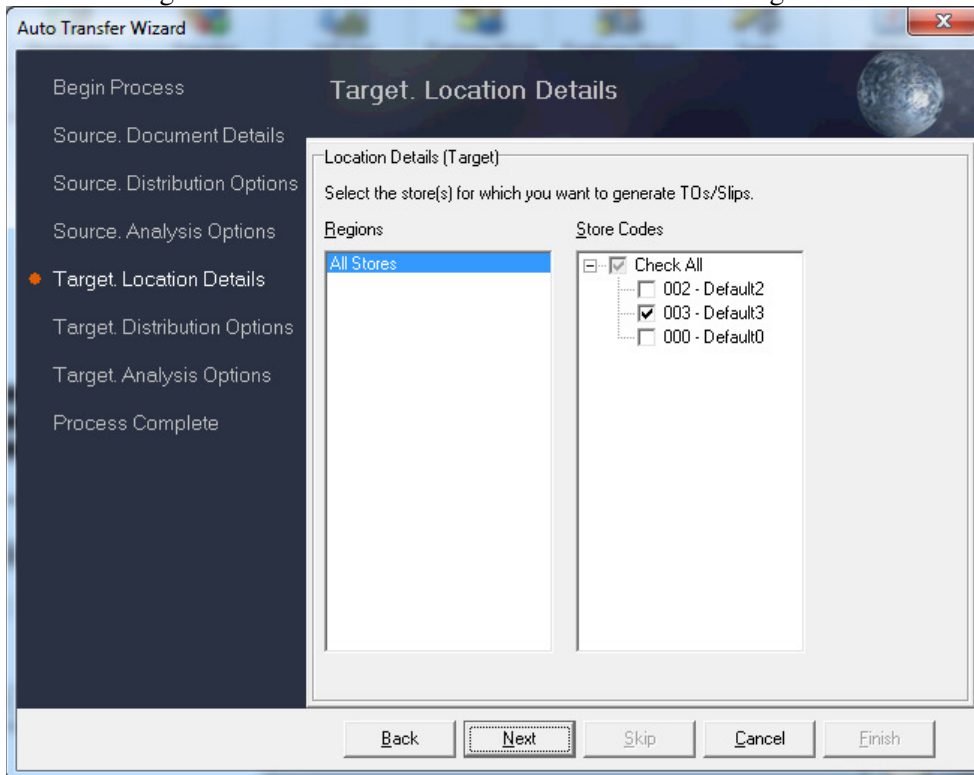 Auto Transfer Wizard
Begin Process
Source. Document Details
Source. Distribution Options
Source. Analysis Options
Target. Location Details
Target. Distribution Options
Target. Analysis Options
Process Complete
Target. Location Details
Location Details (Target)
Select the store(s) for which you want to generate TOs/Slips.
Regions
All Stores
Store Codes
Check All
002 - Default2
003 - Default3
000 - Default0
Back
Next
Skip
Cancel
Finish